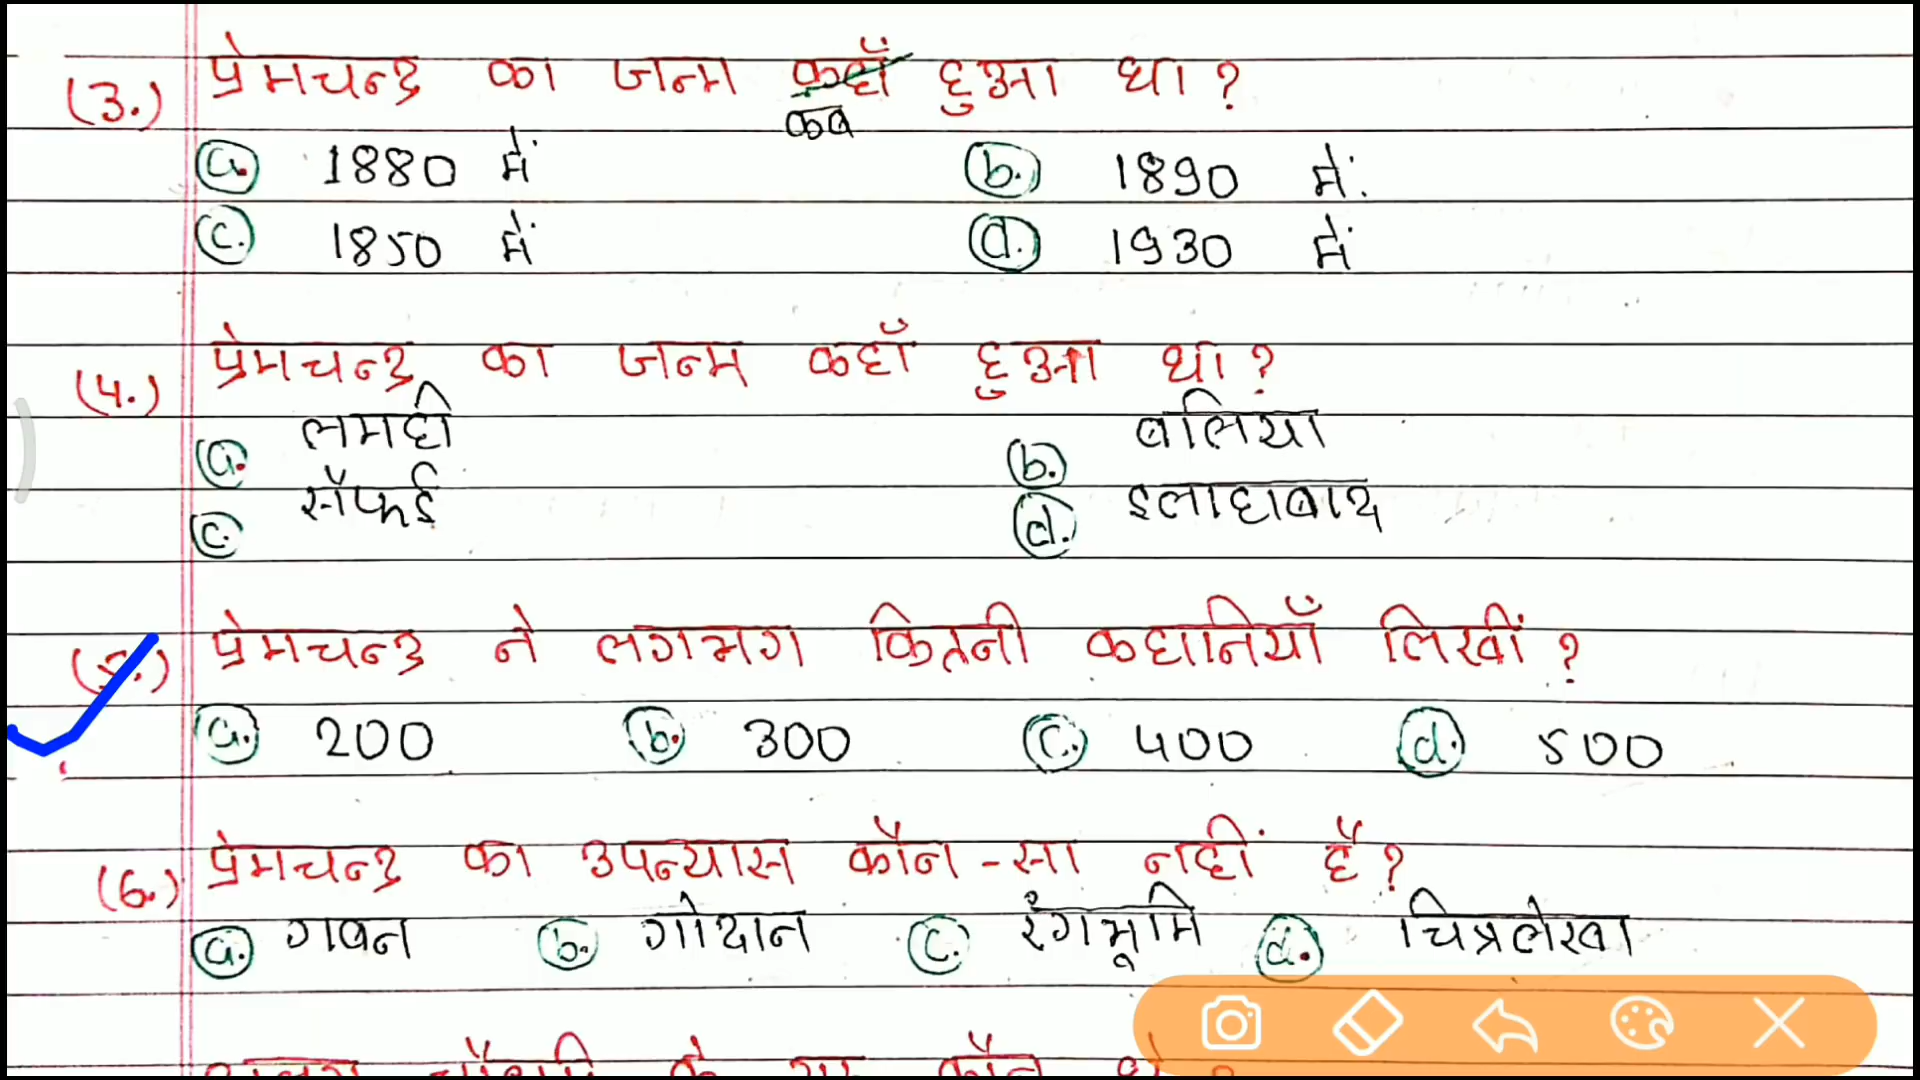 (3.) प्रेमचन्द्र का जन्म कहाँ हुआ था ?
कब
a. 1880 में b. 1890 में.
c. 1850 में d. 1930 में
(4.) प्रेमचन्द्र का जन्म कहाँ हुआ था ?
a. लमही b. बलिया
c. सैफई d. इलाहाबाद
(5.) प्रेमचन्द्र ने लगभग कितनी कहानियाँ लिखीं ?
a. 200 b. 300 c. 400 d. 500
(6.) प्रेमचन्द्र का उपन्यास कौन-सा नहीं है ?
a. गबन b. गोदान c. रंगभूमि d. चित्रलेखा